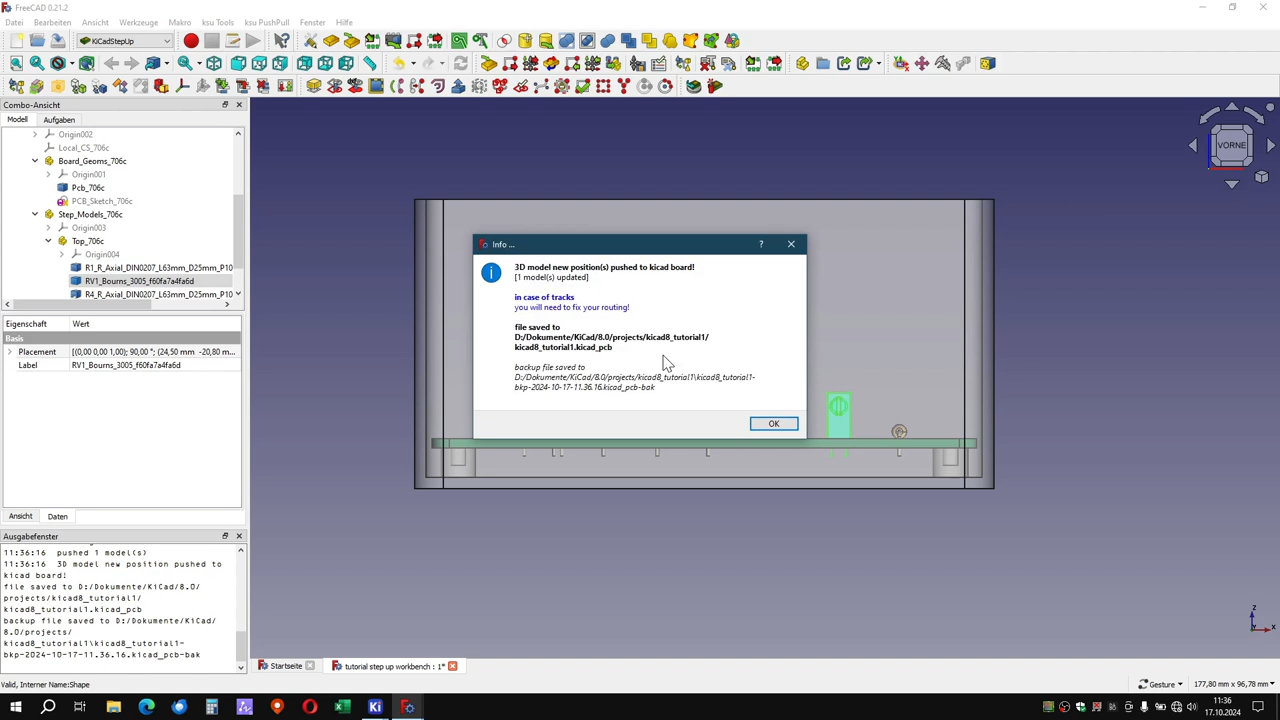 FreeCAD 0.21.2
Datei Bearbeiten Ansicht Werkzeuge Makro ksu Tools ksu PushPull Fenster Hilfe
KiCadStepUp
Combo-Ansicht
Modell Aufgaben
Origin002
Local_CS_706c
Board_Geoms_706c
Origin001
Pcb_706c
PCB_Sketch_706c
Step_Models_706c
Origin003
Top_706c
Origin004
R1_R_Axial_DIN0207_L63mm_D25mm_P10
RV1_Bourns_3005_f60fa7a4fa6d
R4_R_Axial_DIN0207_L63mm_D25mm_P10
Eigenschaft Wert
Basis
Placement [(0,00 0,00 1,00); 90,00 °; (24,50 mm -20,80 m...
Label RV1_Bourns_3005_f60fa7a4fa6d
Ansicht Daten
Ausgabefenster
11:36:16 pushed 1 model(s)
11:36:16 3D model new position pushed to
kicad board!
file saved to D:/Dokumente/KiCad/8.0/
projects/kicad8_tutorial1/
kicad8_tutorial1.kicad_pcb
backup file saved to D:/Dokumente/KiCad/
8.0/projects/
kicad8_tutorial1\kicad8_tutorial1-
bkp-2024-10-17-11.36.16.kicad_pcb-bak
VORNE
Info ...
?
3D model new position(s) pushed to kicad board!
[1 model(s) updated]
in case of tracks
you will need to fix your routing!
file saved to
D:/Dokumente/KiCad/8.0/projects/kicad8_tutorial1/
kicad8_tutorial1.kicad_pcb
backup file saved to
D:/Dokumente/KiCad/8.0/projects/kicad8_tutorial1\kicad8_tutorial1-
bkp-2024-10-17-11.36.16.kicad_pcb-bak
OK
Z
X
Startseite tutorial step up workbench : 1*
Valid, Internal Name:Shape
Gesture 177,80 mm x 96,78 mm
Ki
11:36
17.10.2024